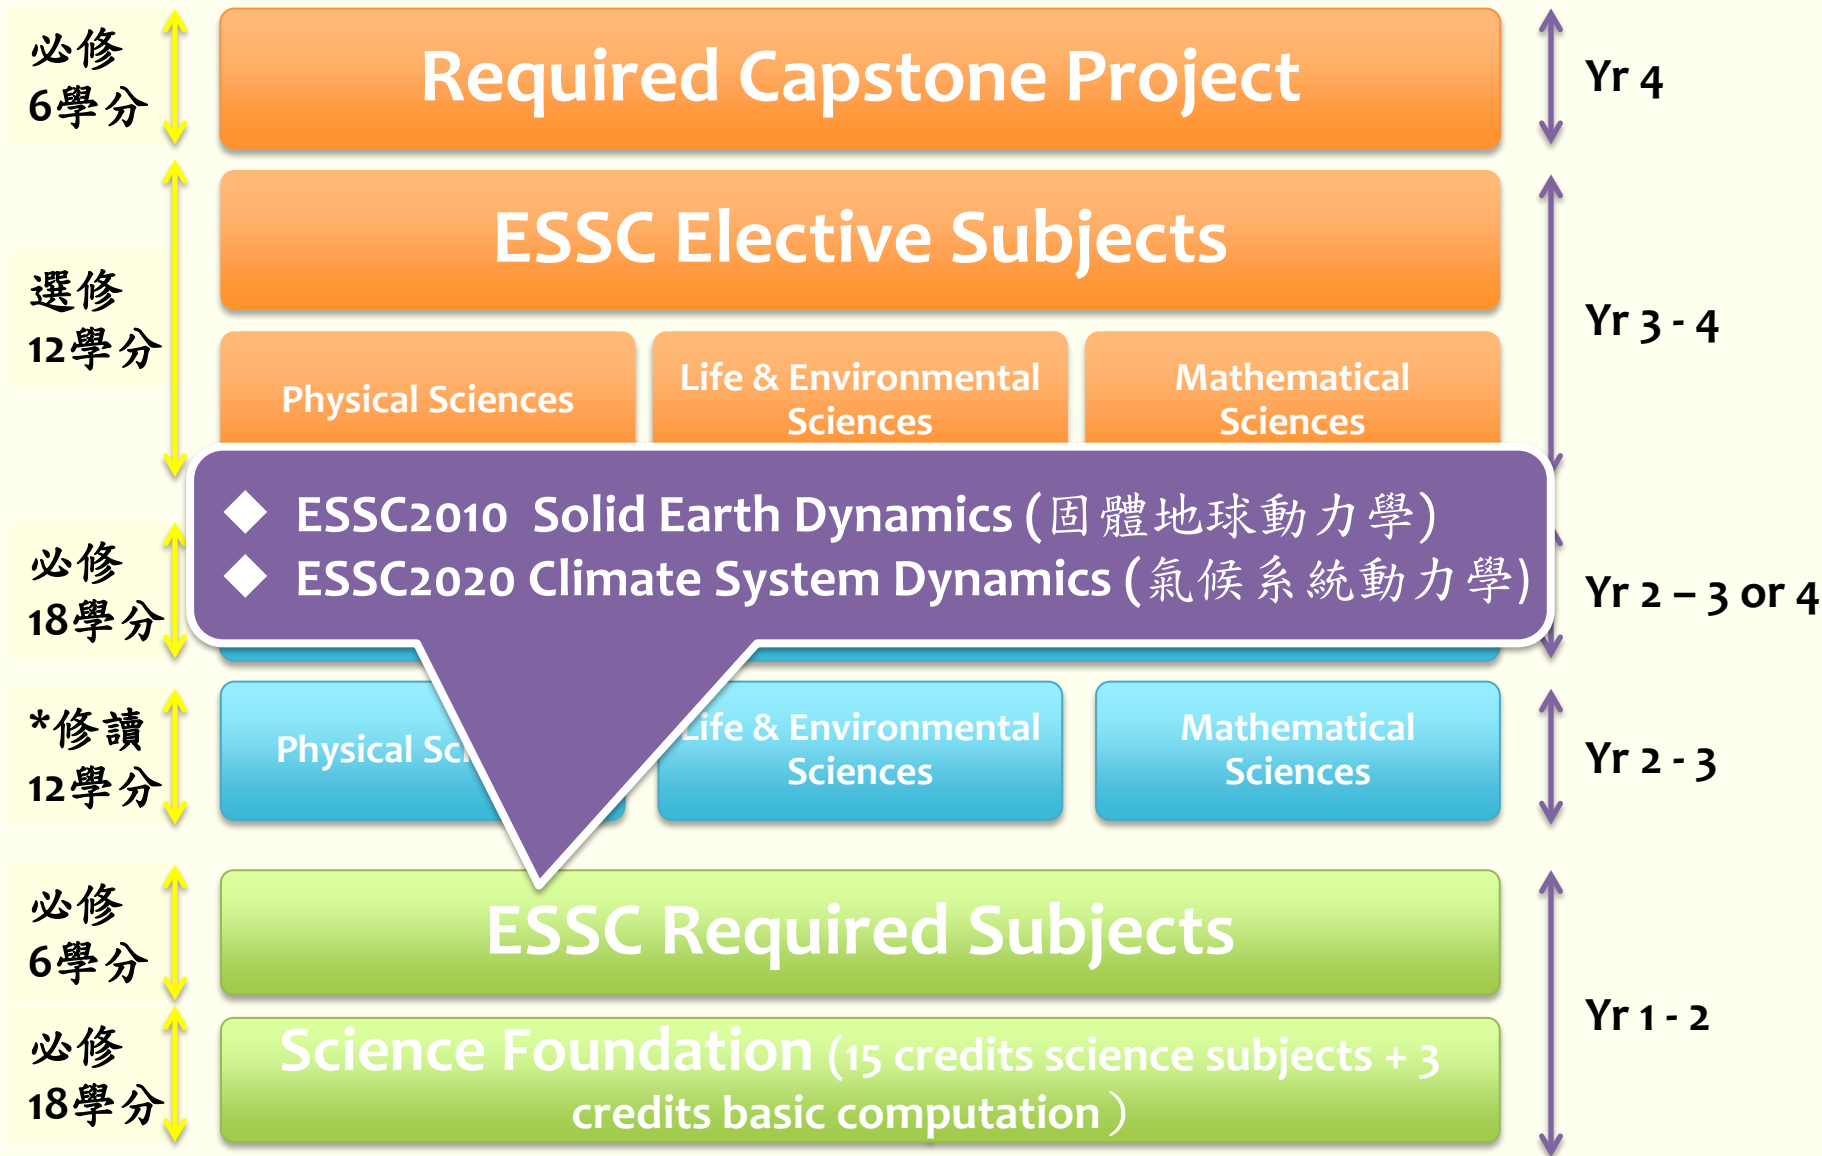 必修
6學分
Required Capstone Project
Yr 4
ESSC Elective Subjects
選修
12學分
Yr 3 - 4
Physical Sciences
Life & Environmental
Sciences
Mathematical
Sciences
◆ ESSC2010 Solid Earth Dynamics (固體地球動力學)
◆ ESSC2020 Climate System Dynamics (氣候系統動力學)
必修
18學分
Yr 2 – 3 or 4
*修讀
12學分
Physical Sc
Life & Environmental
Sciences
Mathematical
Sciences
Yr 2 - 3
必修
6學分
ESSC Required Subjects
Yr 1 - 2
必修
18學分
Science Foundation (15 credits science subjects + 3
credits basic computation )